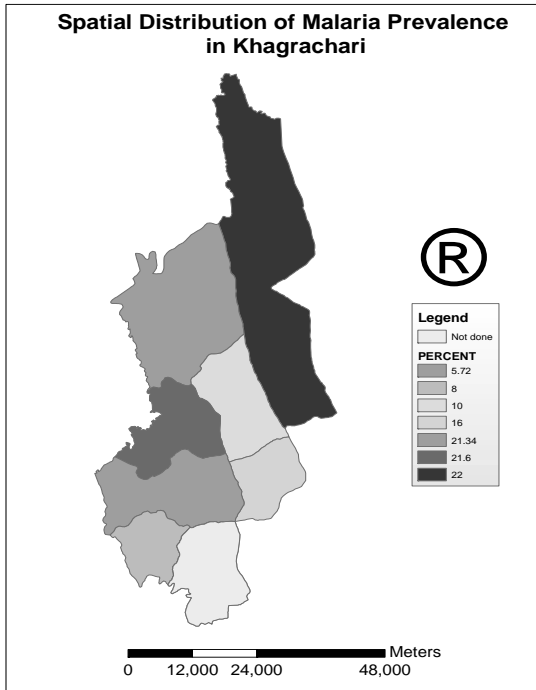 Spatial Distribution of Malaria Prevalence
in Khagrachari
®
Legend
Not done
PERCENT
5.72
8
10
16
21.34
21.6
22
Meters
0 12,000 24,000 48,000